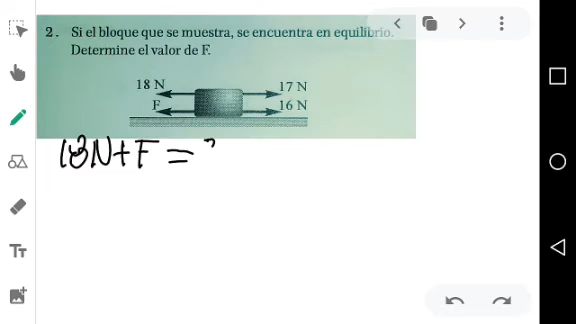 2. Si el bloque que se muestra, se encuentra en equilibrio.
Determine el valor de F.
18 N
17 N
F
16 N
18N+F =
Tт